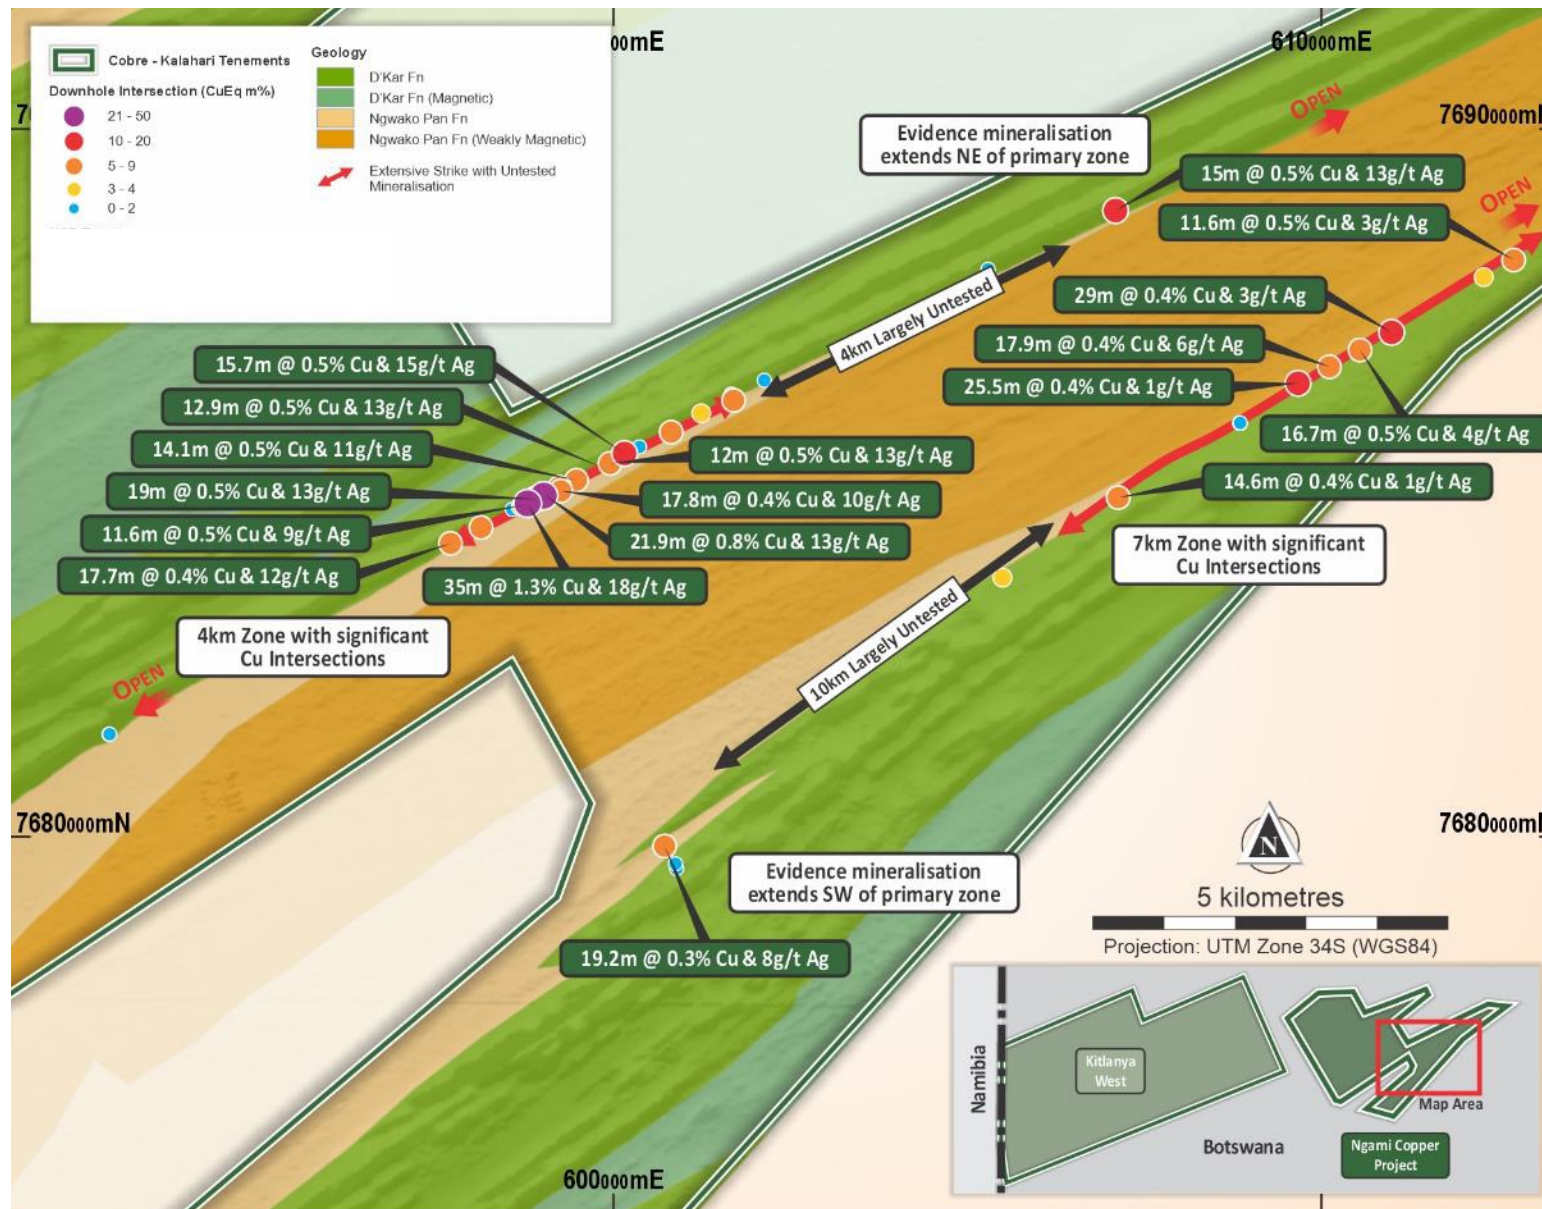 Cobre - Kalahari Tenements
Downhole Intersection (CuEq m%)
21 - 50
10 - 20
5 - 9
3 - 4
0 - 2
Geology
D'Kar Fn
D'Kar Fn (Magnetic)
Ngwako Pan Fn
Ngwako Pan Fn (Weakly Magnetic)
Extensive Strike with Untested
Mineralisation
00mE
610000mE
7690000m
OPEN
Evidence mineralisation
extends NE of primary zone
15m @ 0.5% Cu & 13g/t Ag
OPEN
11.6m @ 0.5% Cu & 3g/t Ag
29m @ 0.4% Cu & 3g/t Ag
4km Largely Untested
17.9m @ 0.4% Cu & 6g/t Ag
25.5m @ 0.4% Cu & 1g/t Ag
16.7m @ 0.5% Cu & 4g/t Ag
14.6m @ 0.4% Cu & 1g/t Ag
7km Zone with significant
Cu Intersections
15.7m @ 0.5% Cu & 15g/t Ag
12.9m @ 0.5% Cu & 13g/t Ag
14.1m @ 0.5% Cu & 11g/t Ag
19m @ 0.5% Cu & 13g/t Ag
11.6m @ 0.5% Cu & 9g/t Ag
17.7m @ 0.4% Cu & 12g/t Ag
12m @ 0.5% Cu & 13g/t Ag
17.8m @ 0.4% Cu & 10g/t Ag
21.9m @ 0.8% Cu & 13g/t Ag
35m @ 1.3% Cu & 18g/t Ag
4km Zone with significant
Cu Intersections
OPEN
10km Largely Untested
7680000mN
7680000m
Evidence mineralisation
extends SW of primary zone
19.2m @ 0.3% Cu & 8g/t Ag
N
5 kilometres
Projection: UTM Zone 34S (WGS84)
600000mE
Namibia
Kitlanya
West
Map Area
Botswana
Ngami Copper
Project